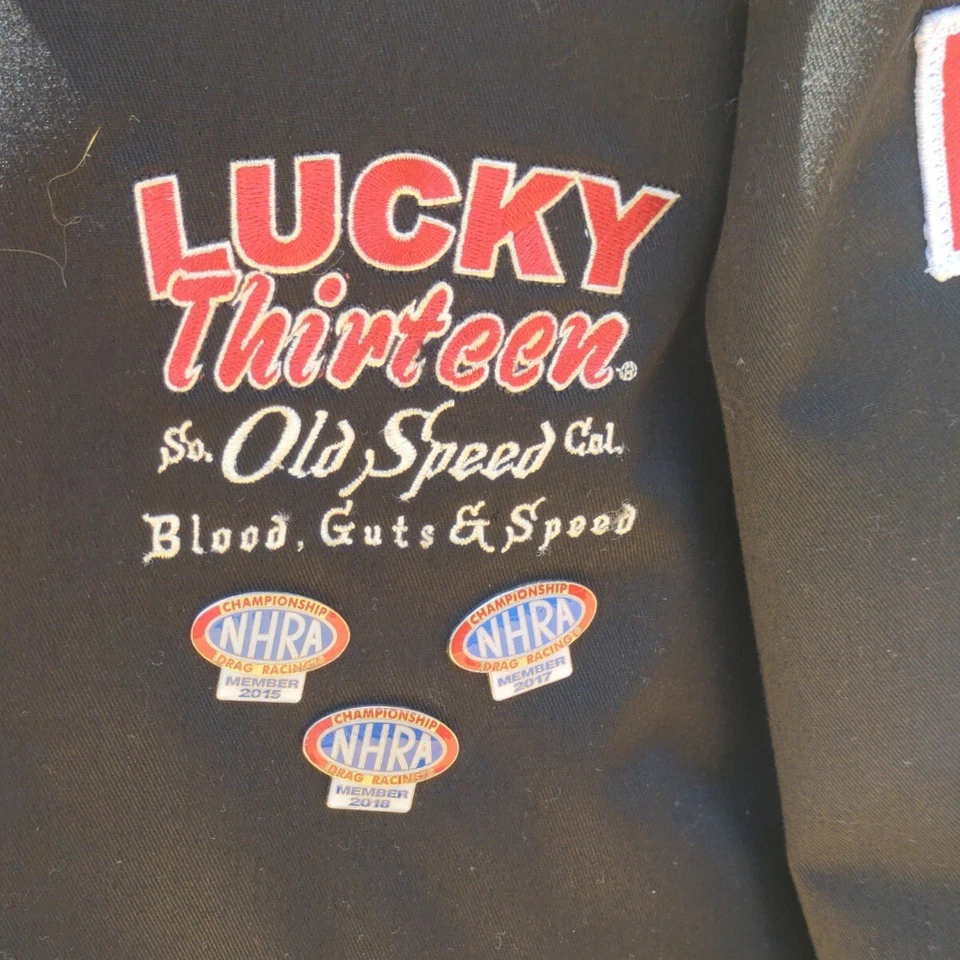 LUCKY
Thirteen®
So. Old Speed Cal.
Blood, Guts & Speed
CHAMPIONSHIP
NHRA
DRAG RACING®
MEMBER
2015
CHAMPIONSHIP
NHRA
DRAG RACING®
MEMBER
2017
CHAMPIONSHIP
NHRA
DRAG RACING®
MEMBER
2018